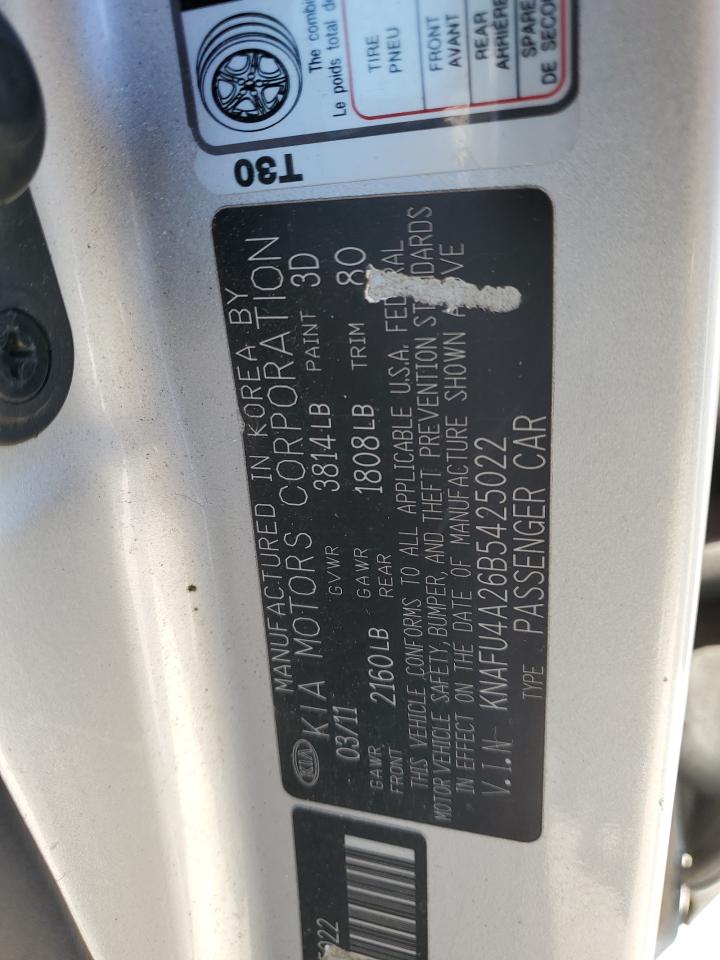 The combi
Le poids total de
TIRE
PNEU
FRONT
AVANT
REAR
ARRIÈRE
SPARE
DE SECOU
T30
MANUFACTURED IN KOREA BY
KIA KIA MOTORS CORPORATION
03/11 GVWR 3814LB PAINT 3D
GAWR FRONT 2160LB GAWR REAR 1808LB TRIM 80
THIS VEHICLE CONFORMS TO ALL APPLICABLE U.S.A. FEDERAL
MOTOR VEHICLE SAFETY, BUMPER, AND THEFT PREVENTION STANDARDS
IN EFFECT ON THE DATE OF MANUFACTURE SHOWN ABOVE
V.I.N- KNAFU4A26B5425022
TYPE PASSENGER CAR
5022